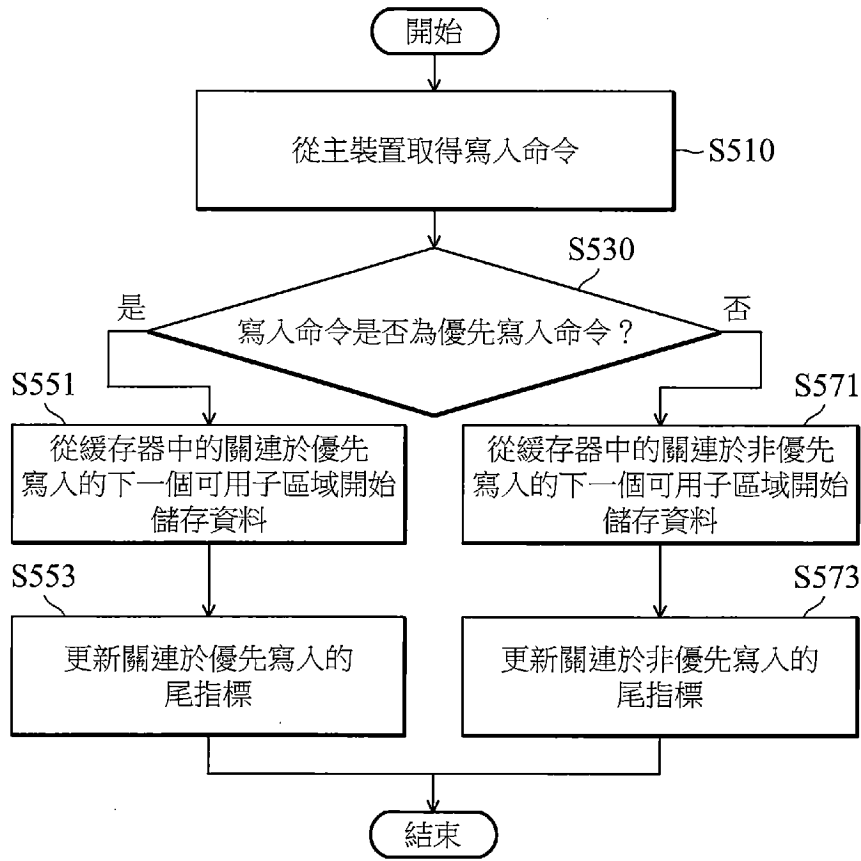 開始
從主裝置取得寫入命令
S510
S530
寫入命令是否為優先寫入命令？
是
否
S551
從緩存器中的關連於優先
寫入的下一個可用子區域開始
儲存資料
S571
從緩存器中的關連於非優先
寫入的下一個可用子區域開始
儲存資料
S553
更新關連於優先寫入的
尾指標
S573
更新關連於非優先寫入的
尾指標
結束